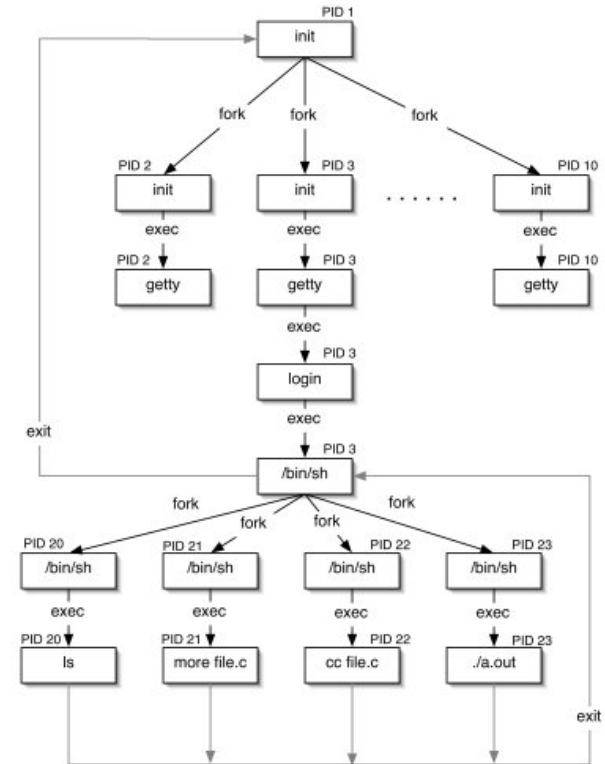 PID 1
init
fork fork fork
PID 2 PID 3 PID 10
init init . . . . . . init
exec exec exec
PID 2 PID 3 PID 10
getty getty getty
exec
PID 3
login
exec
exit
PID 3
/bin/sh
fork fork fork fork
PID 20 PID 21 PID 22 PID 23
/bin/sh /bin/sh /bin/sh /bin/sh
exec exec exec exec
PID 20 PID 21 PID 22 PID 23
ls more file.c cc file.c ./a.out
exit